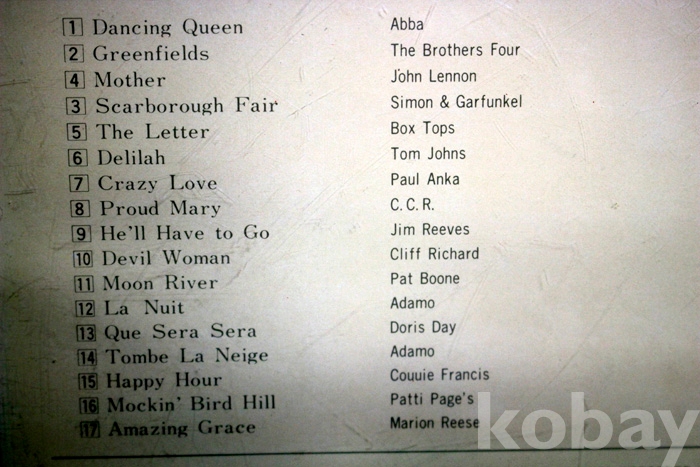 1 Dancing Queen Abba
2 Greenfields The Brothers Four
4 Mother John Lennon
3 Scarborough Fair Simon & Garfunkel
5 The Letter Box Tops
6 Delilah Tom Johns
7 Crazy Love Paul Anka
8 Proud Mary C. C. R.
9 He'll Have to Go Jim Reeves
10 Devil Woman Cliff Richard
11 Moon River Pat Boone
12 La Nuit Adamo
13 Que Sera Sera Doris Day
14 Tombe La Neige Adamo
15 Happy Hour Couuie Francis
16 Mockin' Bird Hill Patti Page's
17 Amazing Grace Marion Reese
kobay